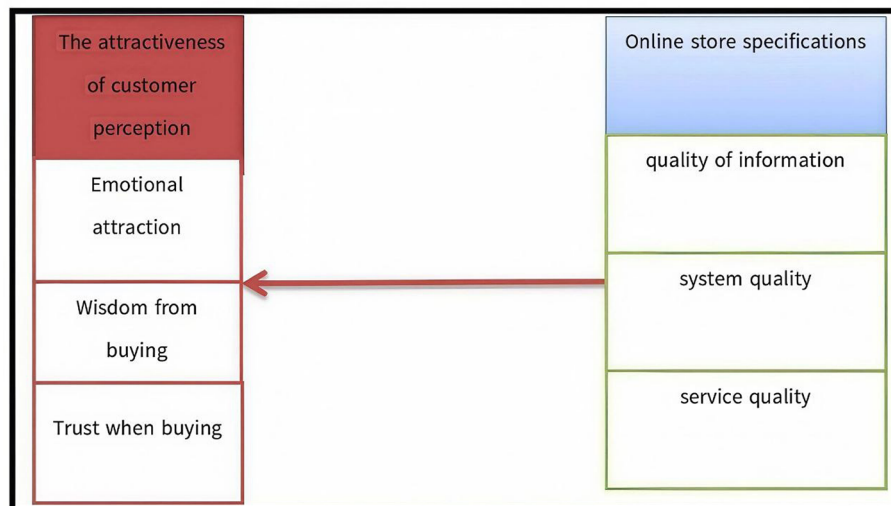 The attractiveness
of customer
perception
Emotional
attraction
Wisdom from
buying
Trust when buying
Online store specifications
quality of information
system quality
service quality